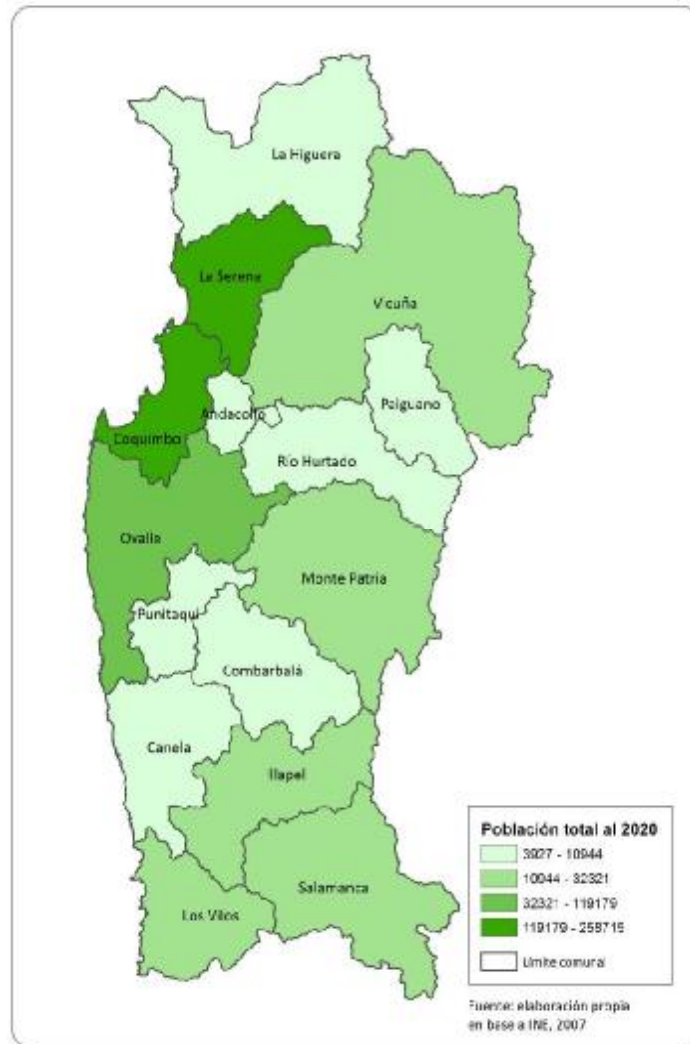 La Higuera
La Serena
Vicuña
Paiguano
Andacollo
Coquimbo
Río Hurtado
Ovalle
Monte Patria
Punitaqui
Combarbalá
Canela
Illapel
Salamanca
Los Vilos
Población total al 2020
3927 - 10944
10944 - 32321
32321 - 119179
119179 - 258715
Límite comunal
Fuente: elaboración propia
en base a INE, 2007